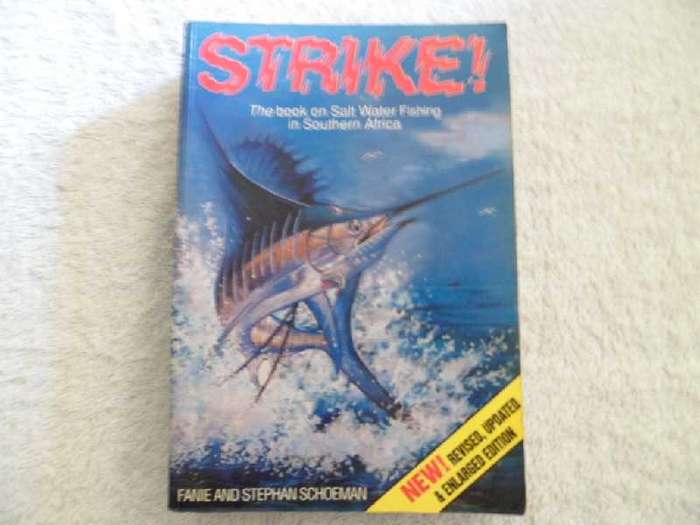 STRIKE!
The book on Salt Water Fishing
in Southern Africa
NEW! REVISED, UPDATED,
& ENLARGED EDITION
FANIE AND STEPHAN SCHOEMAN